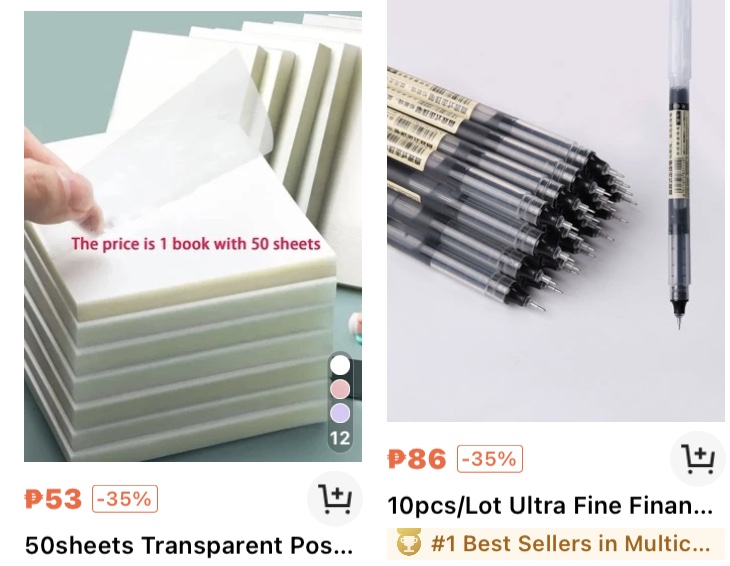 The price is 1 book with 50 sheets
12
₱53 -35%
50sheets Transparent Pos...
₱86 -35%
10pcs/Lot Ultra Fine Finan...
#1 Best Sellers in Multic...